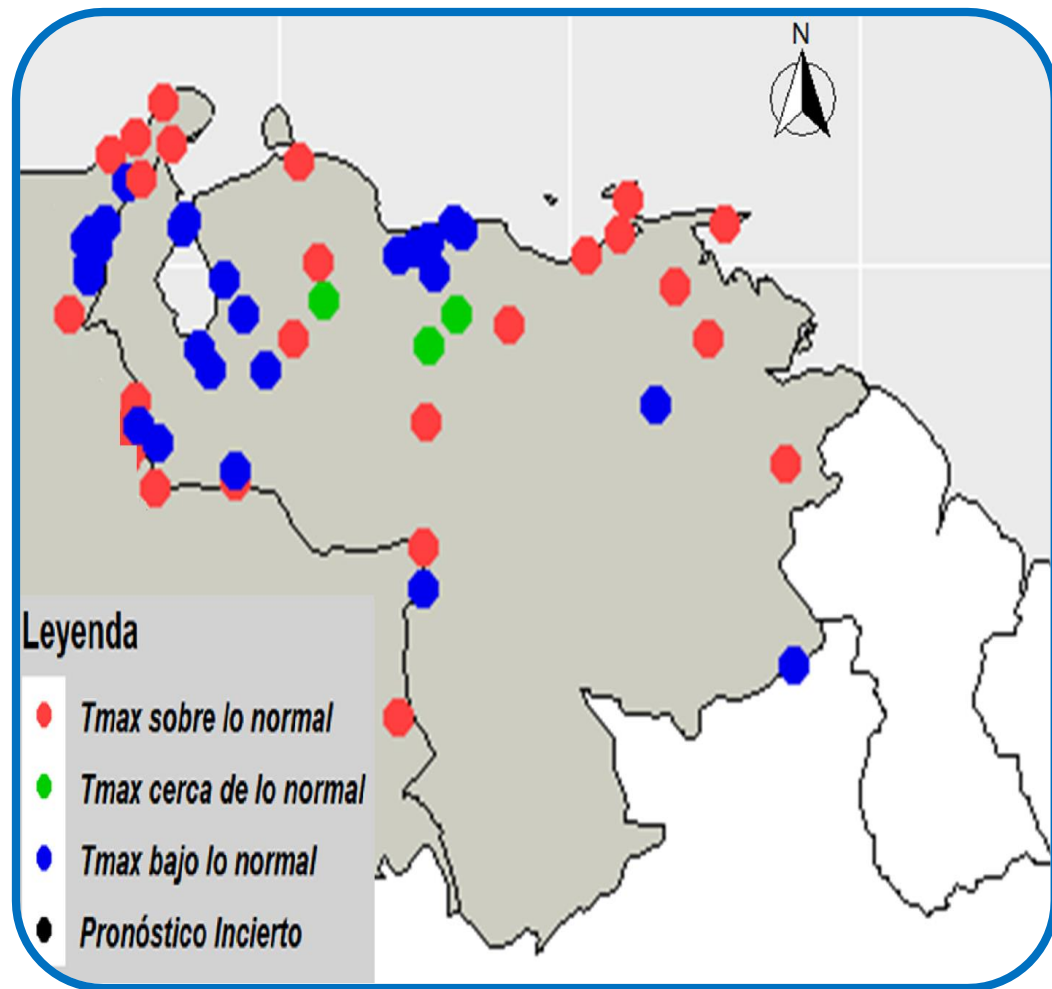 N
Leyenda
Tmax sobre lo normal
Tmax cerca de lo normal
Tmax bajo lo normal
Pronóstico Incierto